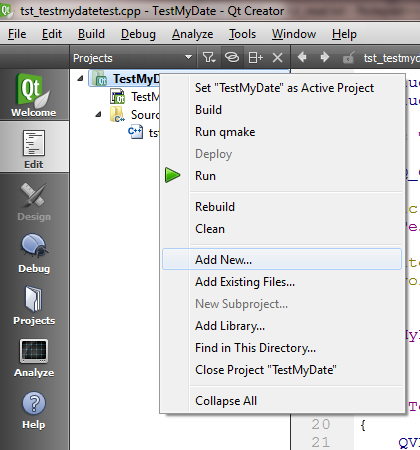 tst_testmydatetest.cpp - TestMyDate - Qt Creator
File Edit Build Debug Analyze Tools Window Help
Projects
tst_testmyd
Qt
Welcome
Edit
Design
Debug
Projects
Analyze
Help
TestMyD
TestM
Sourc
tst
Set "TestMyDate" as Active Project
Build
Run qmake
Deploy
Run
Rebuild
Clean
Add New...
Add Existing Files...
New Subproject...
Add Library...
Find in This Directory...
Close Project "TestMyDate"
Collapse All
20 {
21 QV